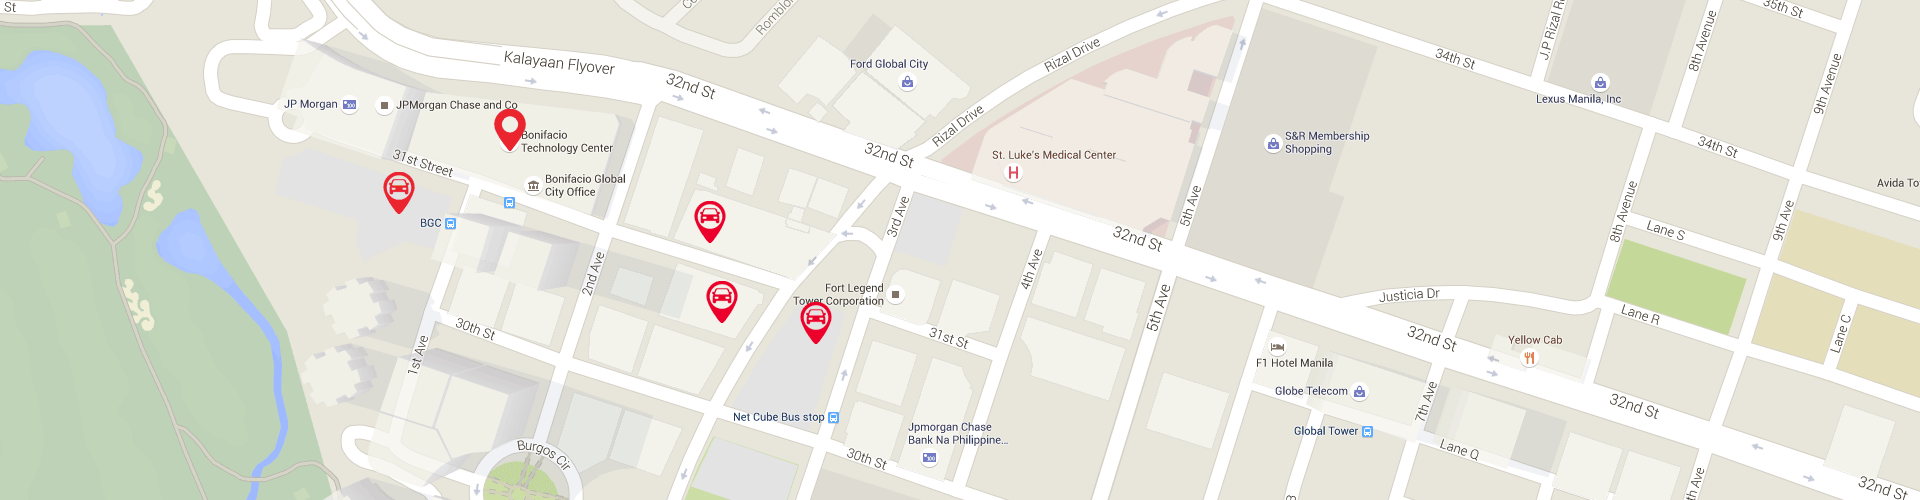 St
Kalayaan Flyover
32nd St
Romblon
Ford Global City
Rizal Drive
Rizal Drive
34th St
35th St
J.P Rizal
8th Avenue
9th Avenue
Lexus Manila, Inc
JP Morgan
JPMorgan Chase and Co
Bonifacio
Technology Center
31st Street
Bonifacio Global
City Office
BGC
32nd St
St. Luke's Medical Center
S&R Membership
Shopping
34th St
Avida
5th Ave
3rd Ave
32nd St
8th Avenue
Lane S
9th Ave
2nd Ave
4th Ave
Fort Legend
Tower Corporation
5th Ave
Justicia Dr
Lane R
Lane C
30th St
1st Ave
31st St
32nd St
Yellow Cab
F1 Hotel Manila
Globe Telecom
7th Ave
32nd St
Net Cube Bus stop
Jpmorgan Chase
Bank Na Philippine...
Global Tower
Burgos Cir
30th St
Lane Q
7th Ave
32nd St